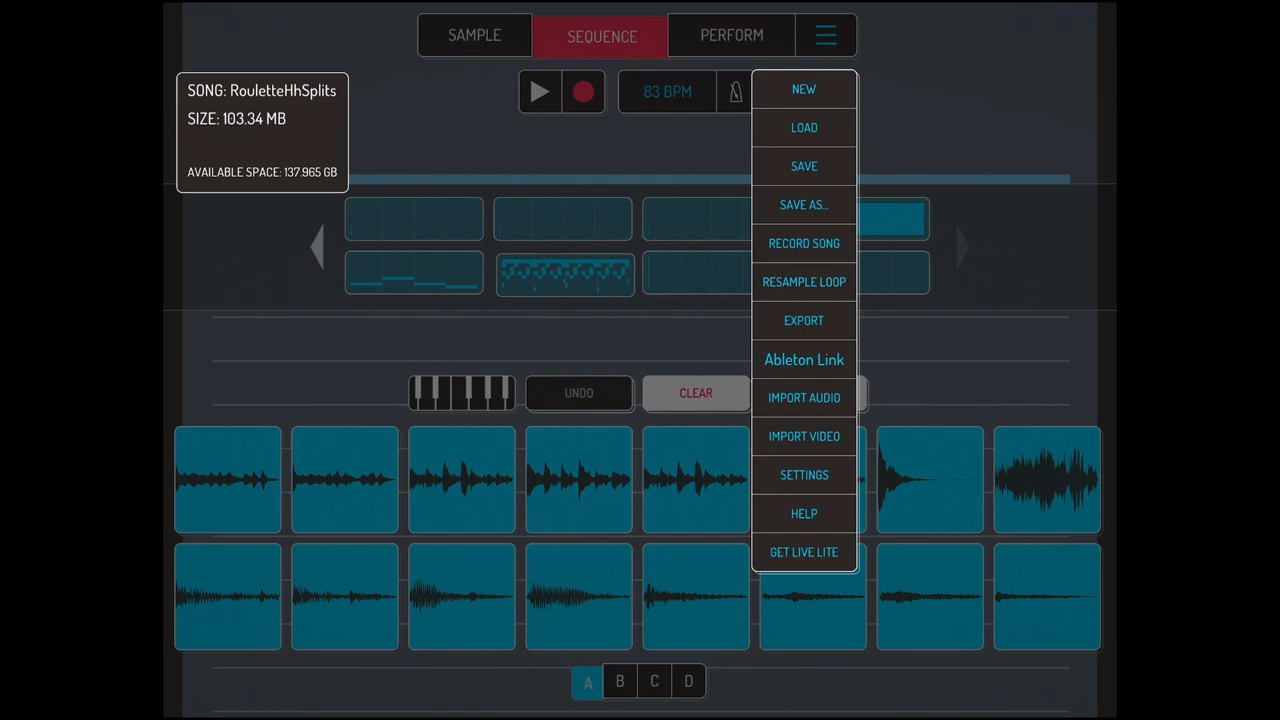 SAMPLE
SEQUENCE
PERFORM
SONG: RouletteHhSplits
SIZE: 103.34 MB
AVAILABLE SPACE: 137.965 GB
83 BPM
NEW
LOAD
SAVE
SAVE AS...
RECORD SONG
RESAMPLE LOOP
EXPORT
Ableton Link
IMPORT AUDIO
IMPORT VIDEO
SETTINGS
HELP
GET LIVE LITE
UNDO
CLEAR
A
B
C
D